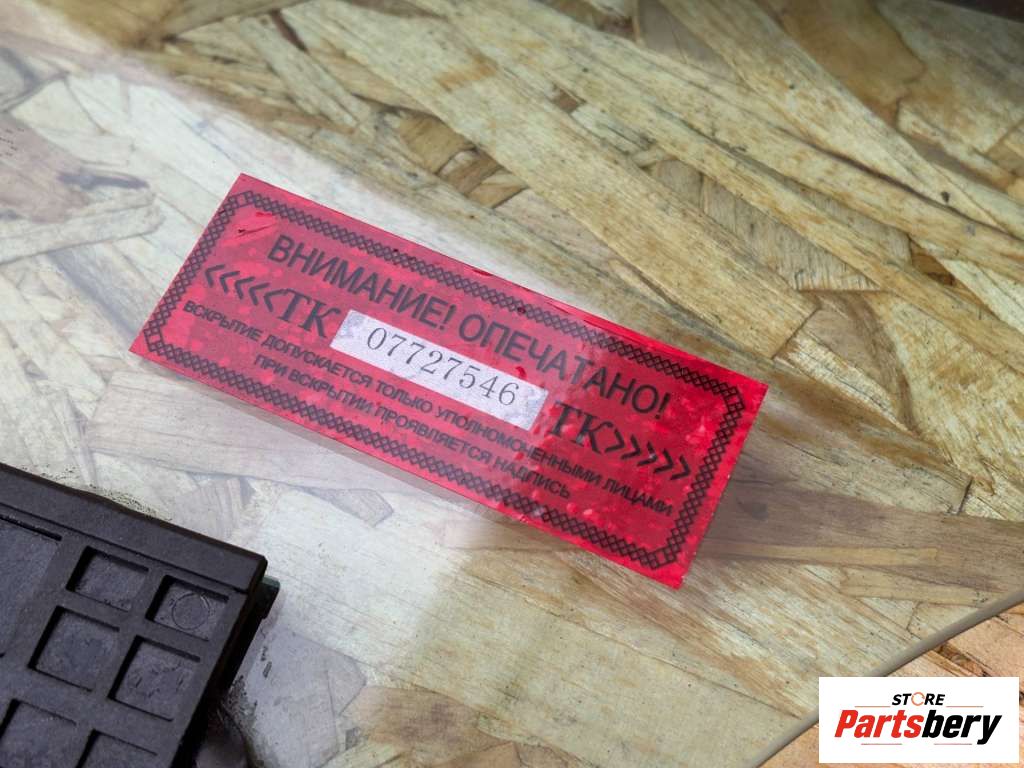 ВНИМАНИЕ! ОПЕЧАТАНО!
<<<<<ТК 07727546 ТК>>>>>
ВСКРЫТИЕ ДОПУСКАЕТСЯ ТОЛЬКО УПОЛНОМОЧЕННЫМИ ЛИЦАМИ
ПРИ ВСКРЫТИИ ПРОЯВЛЯЕТСЯ НАДПИСЬ
STORE
Partsbery